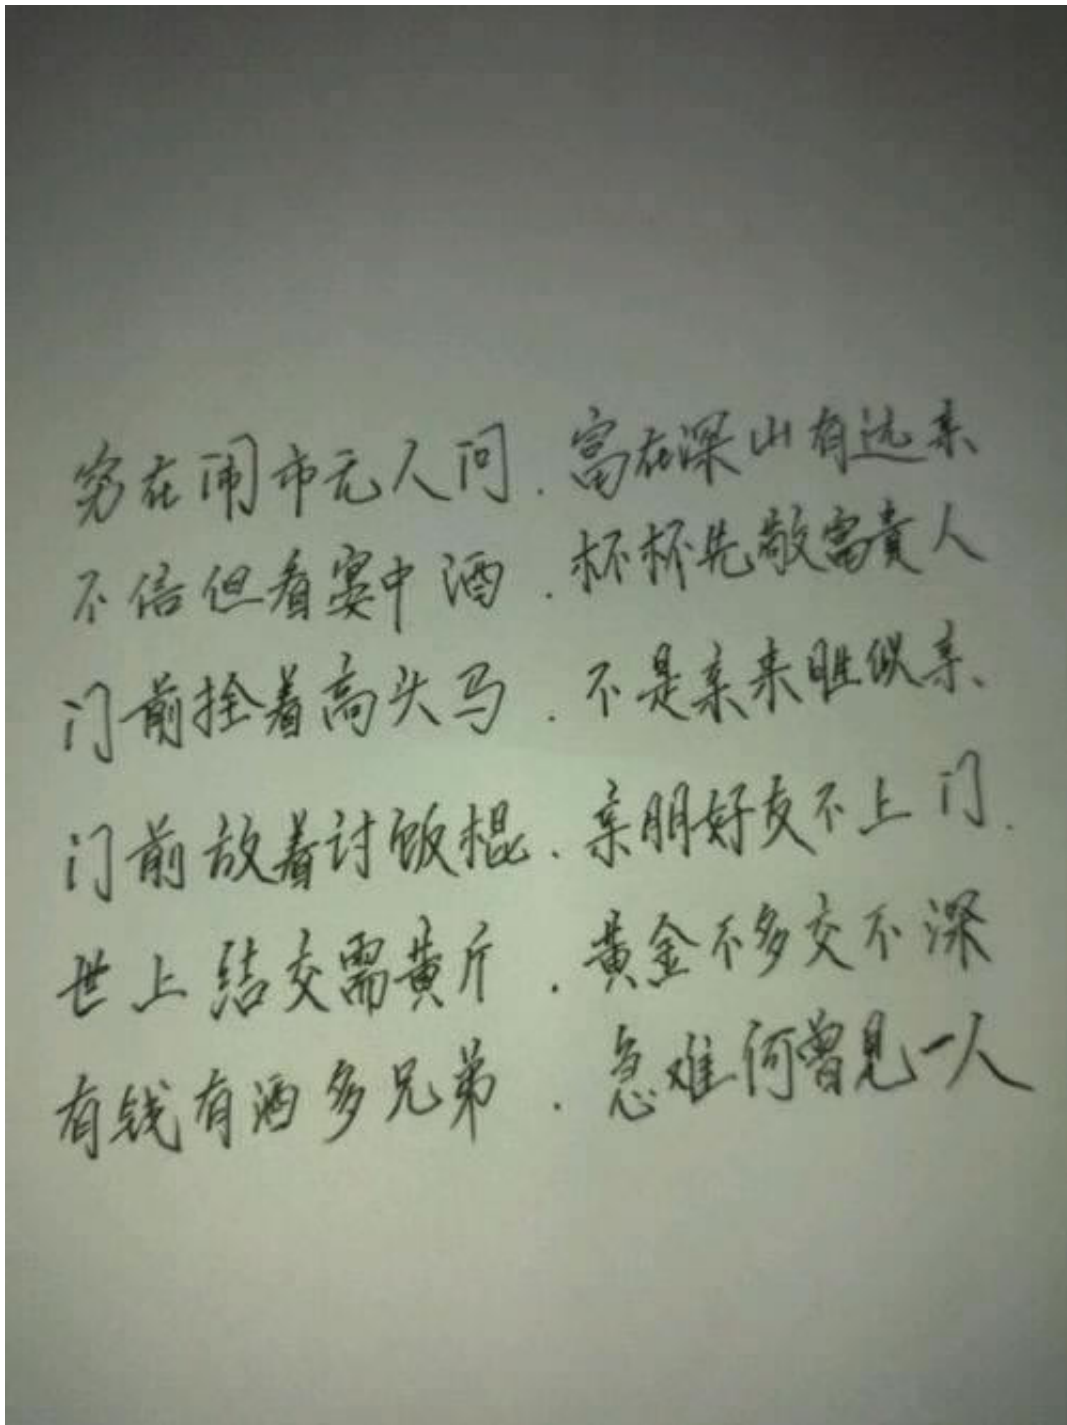 穷在闹市无人问.富在深山有远亲
不信但看宴中酒.杯杯先敬富贵人
门前拴着高头马.不是亲来胜似亲、
门前放着讨饭棍.亲朋好友不上门.
世上结交需黄斤.黄金不多交不深
有钱有酒多兄弟.急难何曾见一人